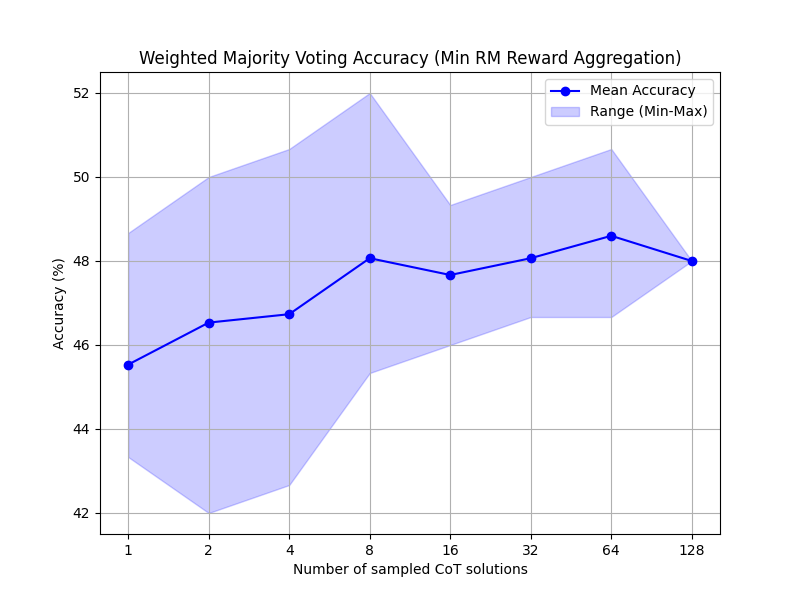 Weighted Majority Voting Accuracy (Min RM Reward Aggregation)
Mean Accuracy
Range (Min-Max)
52
50
48
46
44
42
Accuracy (%)
1 2 4 8 16 32 64 128
Number of sampled CoT solutions